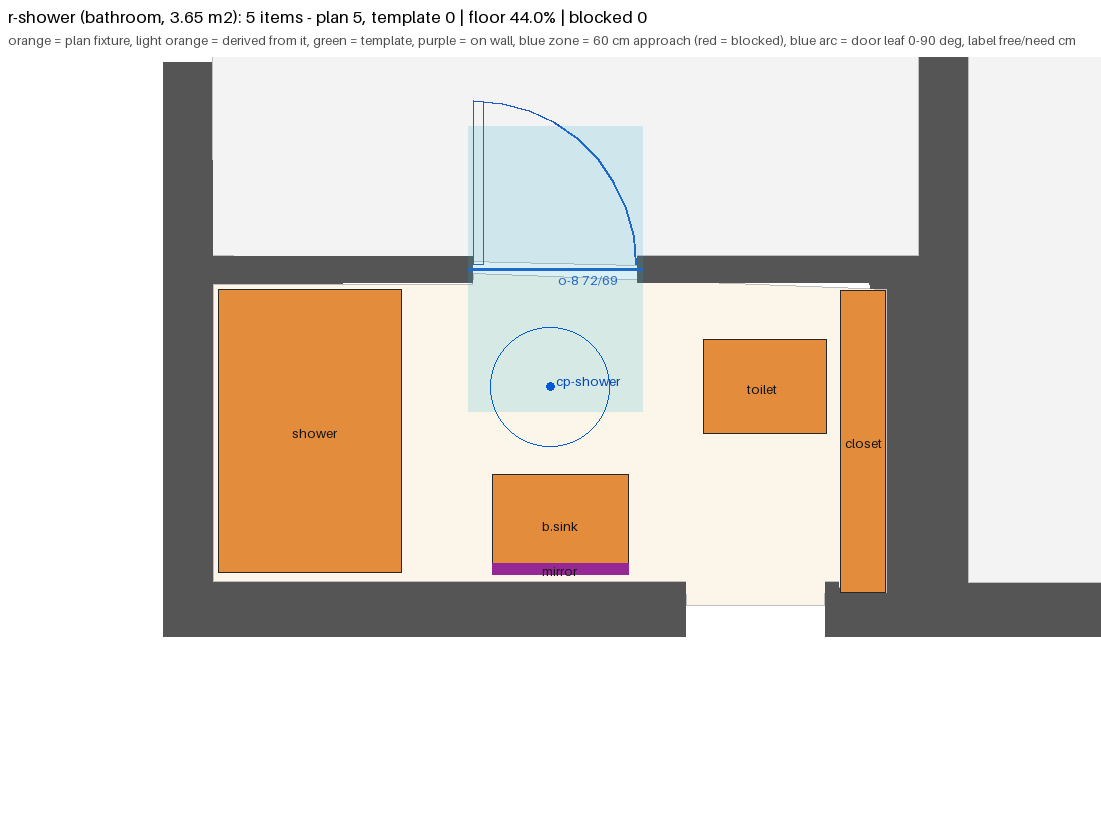 r-shower (bathroom, 3.65 m2): 5 items - plan 5, template 0 | floor 44.0% | blocked 0
orange = plan fixture, light orange = derived from it, green = template, purple = on wall, blue zone = 60 cm approach (red = blocked), blue arc = door leaf 0-90 deg, label free/need cm
o-8 72/69
cp-shower
toilet
shower
closet
b.sink
mirror